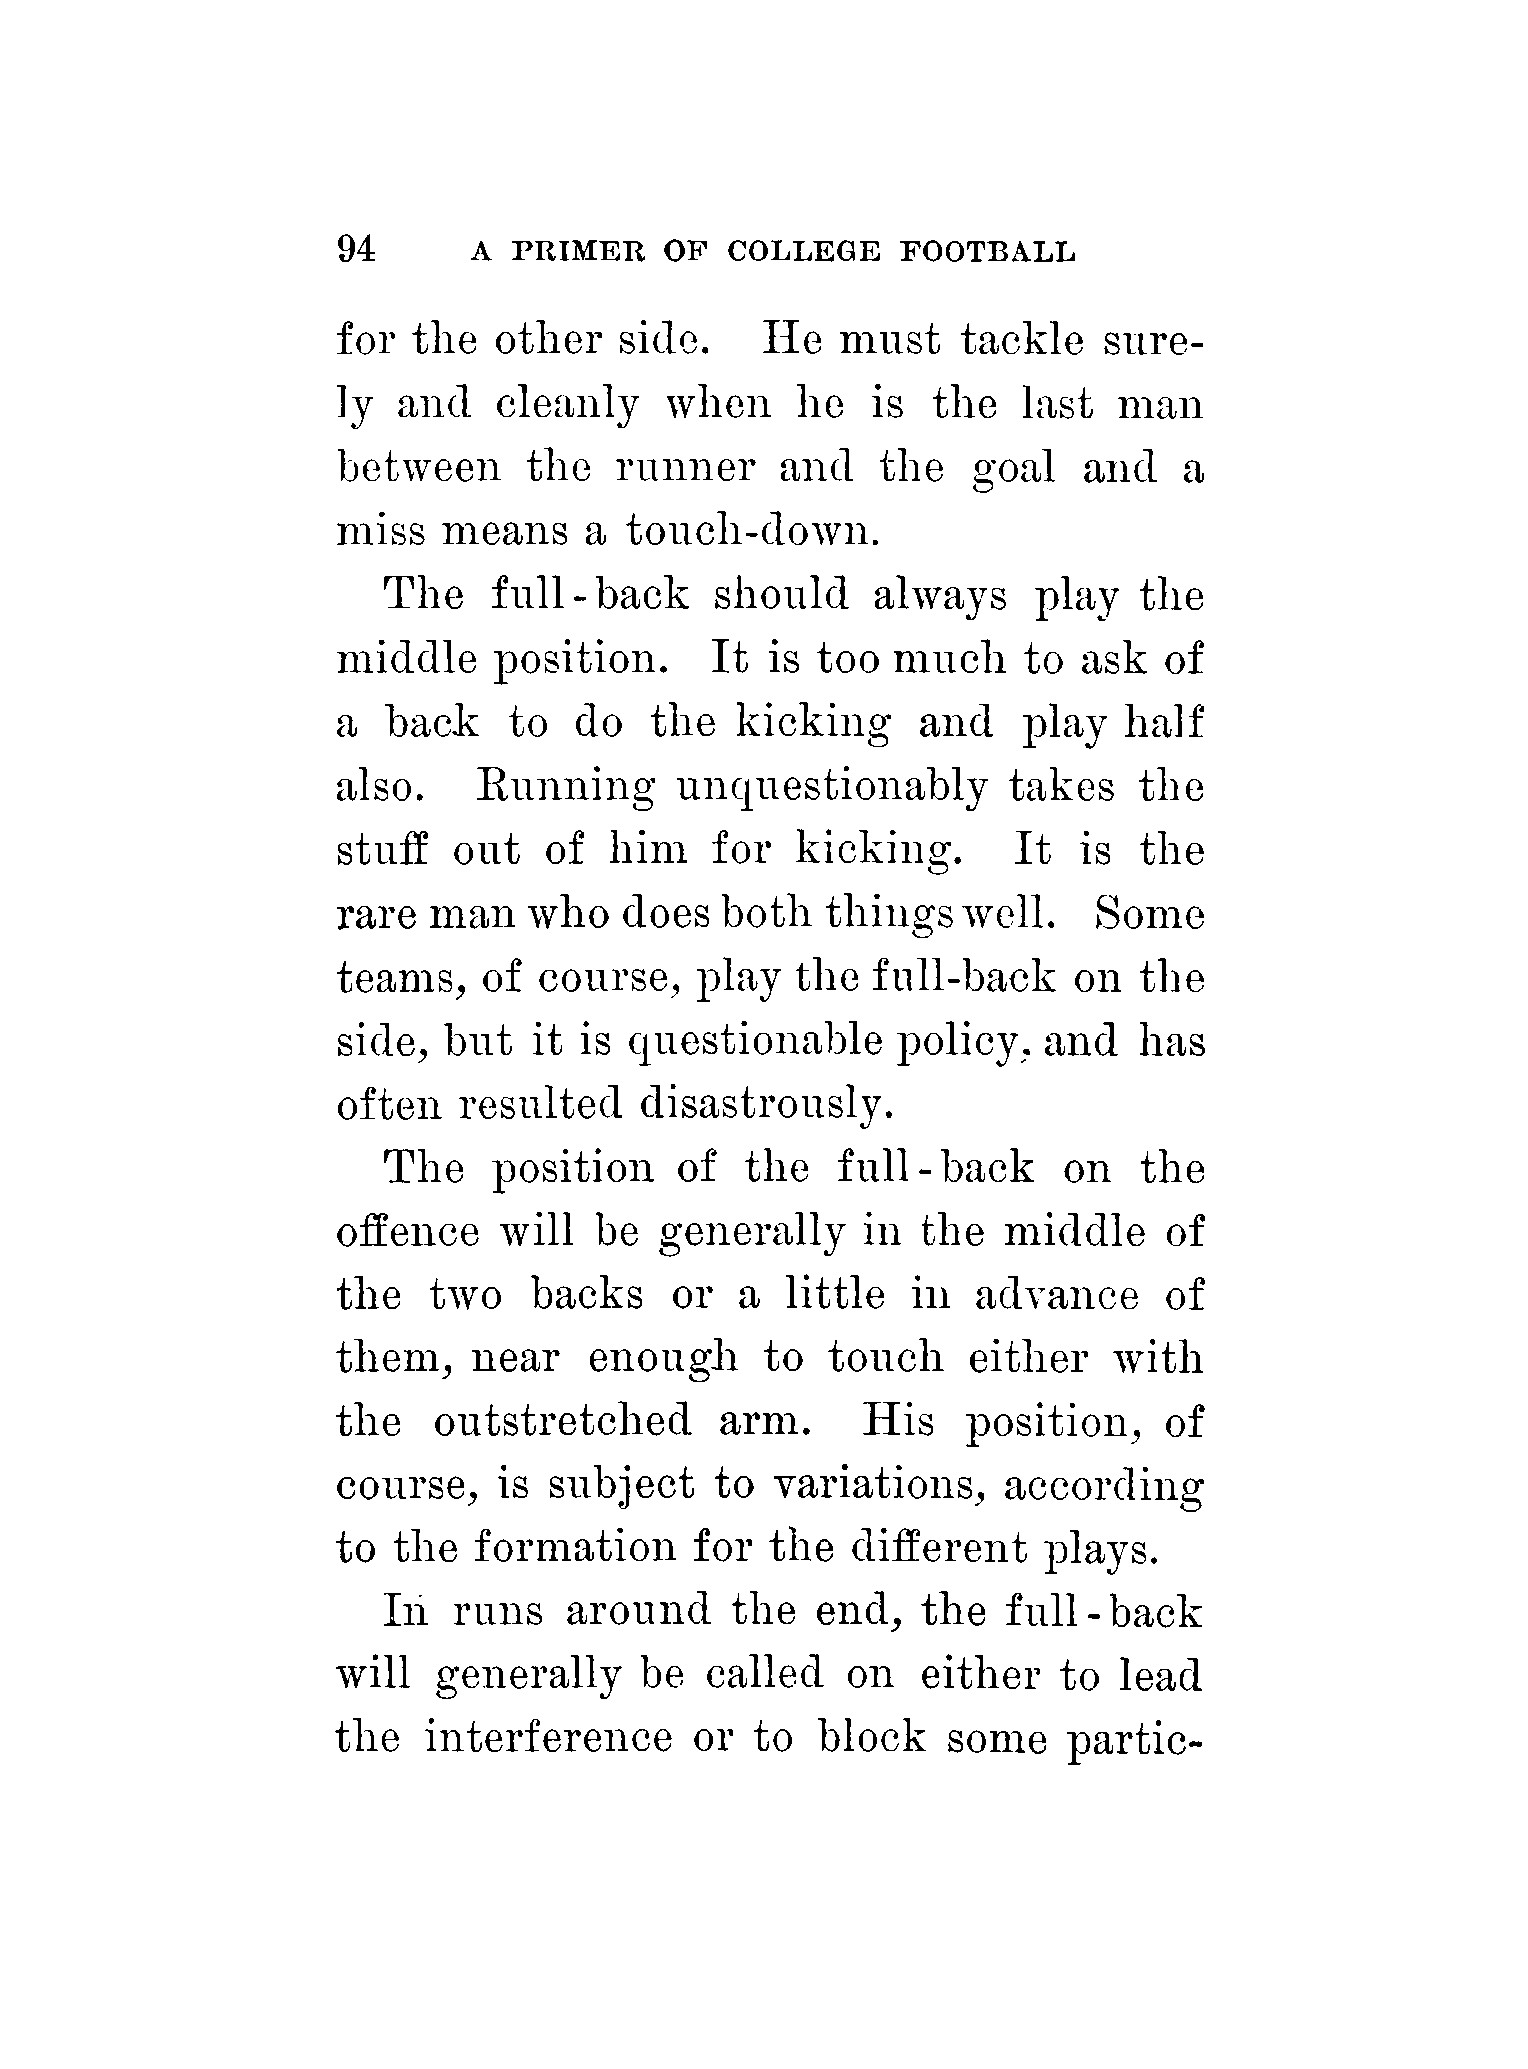 94 A PRIMER OF COLLEGE FOOTBALL
for the other side. He must tackle sure-
ly and cleanly when he is the last man
between the runner and the goal and a
miss means a touch-down.
The full-back should always play the
middle position. It is too much to ask of
a back to do the kicking and play half
also. Running unquestionably takes the
stuff out of him for kicking. It is the
rare man who does both things well. Some
teams, of course, play the full-back on the
side, but it is questionable policy, and has
often resulted disastrously.
The position of the full-back on the
offence will be generally in the middle of
the two backs or a little in advance of
them, near enough to touch either with
the outstretched arm. His position, of
course, is subject to variations, according
to the formation for the different plays.
In runs around the end, the full-back
will generally be called on either to lead
the interference or to block some partic-